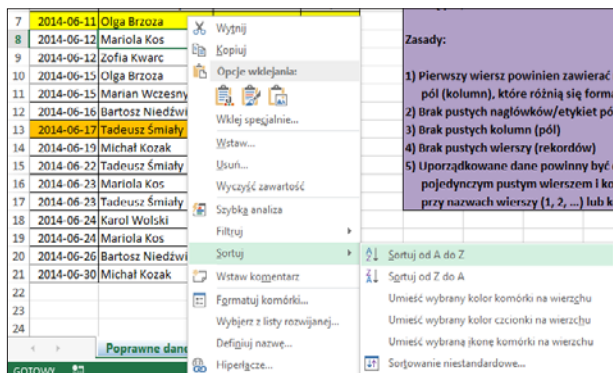 7 2014-06-11 Olga Brzoza
8 2014-06-12 Mariola Kos
9 2014-06-12 Zofia Kwarc
10 2014-06-15 Olga Brzoza
11 2014-06-15 Marian Wczesny
12 2014-06-16 Bartosz Niedźwi
13 2014-06-17 Tadeusz Śmiały
14 2014-06-19 Michał Kozak
15 2014-06-22 Tadeusz Śmiały
16 2014-06-23 Mariola Kos
17 2014-06-23 Tadeusz Śmiały
18 2014-06-24 Karol Wolski
19 2014-06-24 Mariola Kos
20 2014-06-26 Bartosz Niedźwi
21 2014-06-30 Michał Kozak
22
23
24
Poprawne dane
GOTOWY
Wytnij
Kopiuj
Opcje wklejania:
Wklej specjalnie...
Wstaw...
Usuń...
Wyczyść zawartość
Szybka analiza
Filtruj
Sortuj
Wstaw komentarz
Formatuj komórki...
Wybierz z listy rozwijanej...
Definiuj nazwę...
Hiperłącze...
Sortuj od A do Z
Sortuj od Z do A
Umieść wybrany kolor komórki na wierzchu
Umieść wybrany kolor czcionki na wierzchu
Umieść wybraną ikonę komórki na wierzchu
Sortowanie niestandardowe...
Zasady:
1) Pierwszy wiersz powinien zawierać
pól (kolumn), które różnią się forma
2) Brak pustych nagłówków/etykiet pó
3) Brak pustych kolumn (pól)
4) Brak pustych wierszy (rekordów)
5) Uporządkowane dane powinny być
pojedynczym pustym wierszem i ko
przy nazwach wierszy (1, 2, ...) lub k